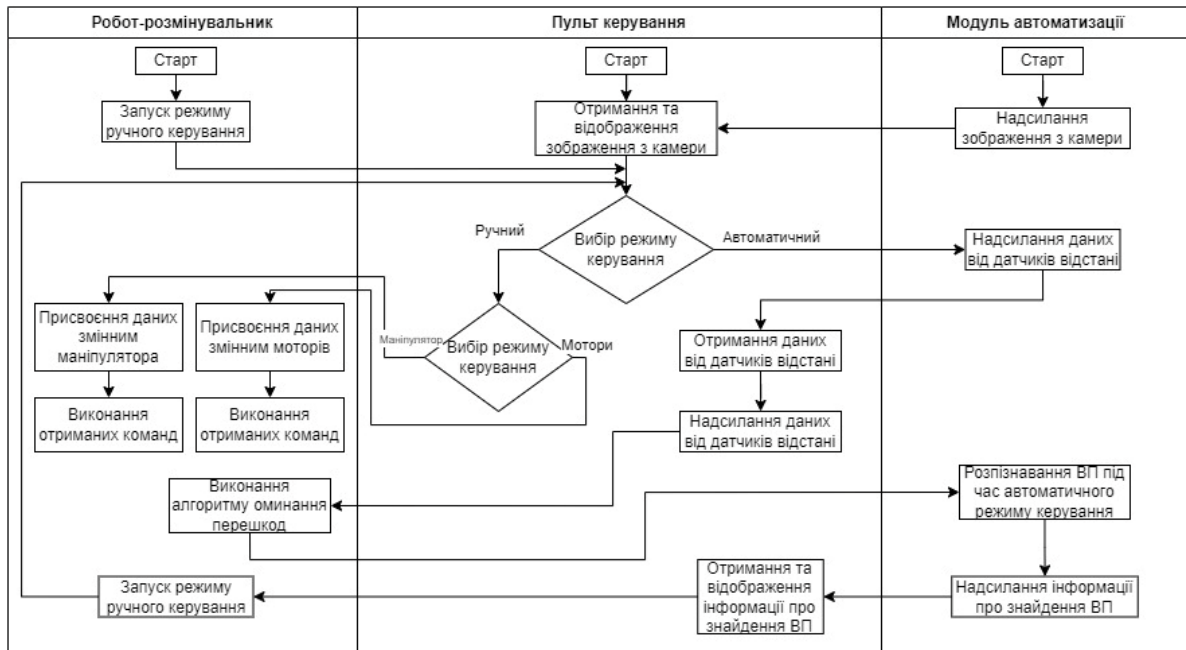 Робот-розмінувальник
Пульт керування
Модуль автоматизації
Старт
Старт
Старт
Запуск режиму
ручного керування
Отримання та
відображення
зображення з камери
Надсилання
зображення з камери
Ручний
Вибір режиму
керування
Автоматичний
Надсилання даних
від датчиків відстані
Присвоєння даних
змінним
маніпулятора
Присвоєння даних
змінним моторів
Маніпулятор
Вибір режиму
керування
Мотори
Отримання даних
від датчиків відстані
Виконання
отриманих команд
Виконання
отриманих команд
Надсилання даних
від датчиків відстані
Виконання
алгоритму оминання
перешкод
Розпізнавання ВП під
час автоматичного
режиму керування
Запуск режиму
ручного керування
Отримання та
відображення
інформації про
знайдення ВП
Надсилання інформації
про знайдення ВП